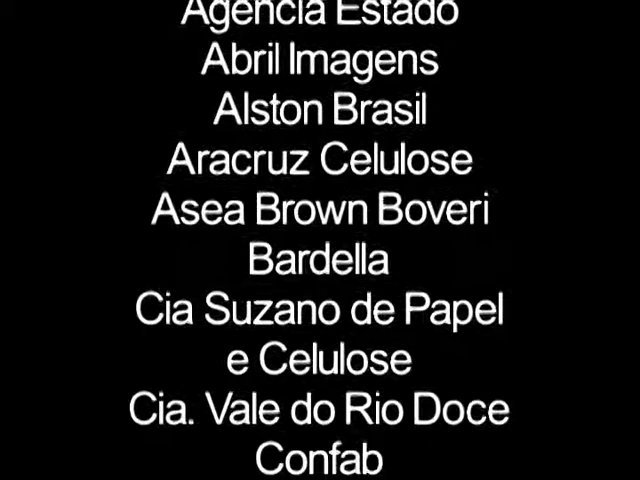 Agência Estado
Abril Imagens
Alston Brasil
Aracruz Celulose
Asea Brown Boveri
Bardella
Cia Suzano de Papel
e Celulose
Cia. Vale do Rio Doce
Confab